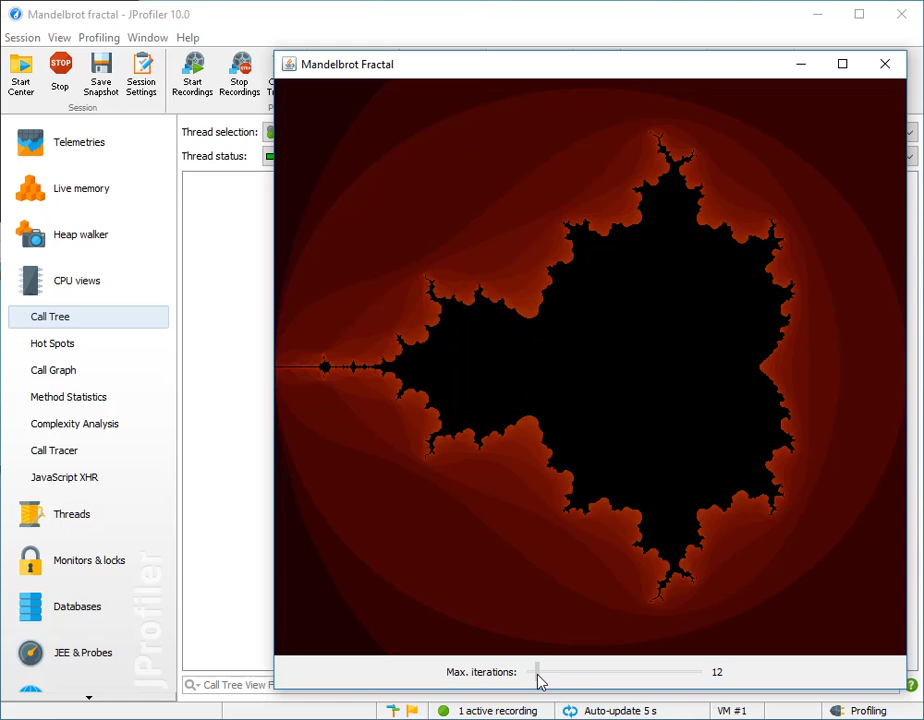 Mandelbrot fractal - JProfiler 10.0
Session View Profiling Window Help
Start Center
Stop
Save Snapshot
Session Settings
Start Recordings
Stop Recordings
Session
Mandelbrot Fractal
Thread selection:
Thread status:
Telemetries
Live memory
Heap walker
CPU views
Call Tree
Hot Spots
Call Graph
Method Statistics
Complexity Analysis
Call Tracer
JavaScript XHR
Threads
Monitors & locks
Databases
JEE & Probes
JProfiler
Max. iterations: 12
Call Tree View F
1 active recording Auto-update 5 s VM #1 Profiling